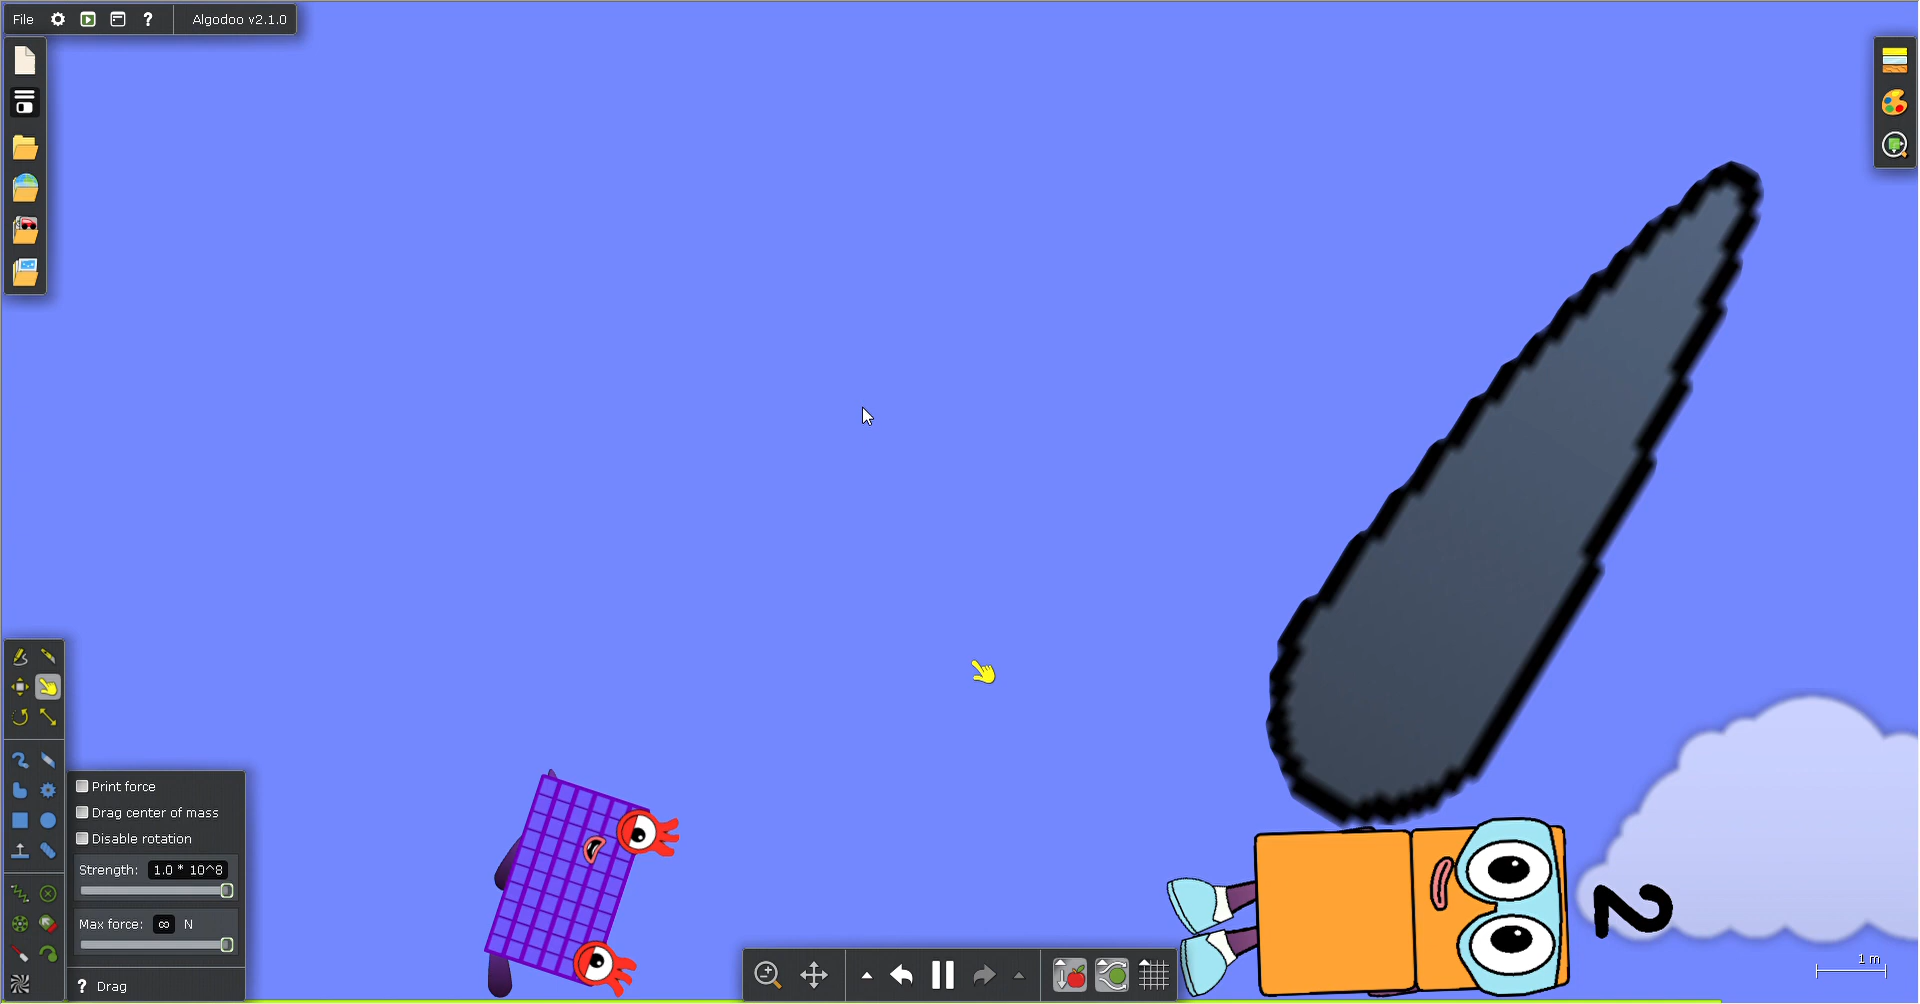 File ? Algodoo v2.1.0
Print force
Drag center of mass
Disable rotation
Strength: 1.0 * 10^8
Max force: ∞ N
? Drag
2
1 m